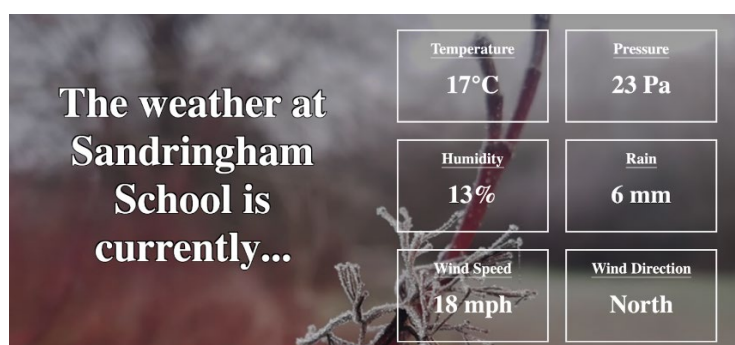 The weather at
Sandringham
School is
currently...
Temperature
17°C
Pressure
23 Pa
Humidity
13%
Rain
6 mm
Wind Speed
18 mph
Wind Direction
North